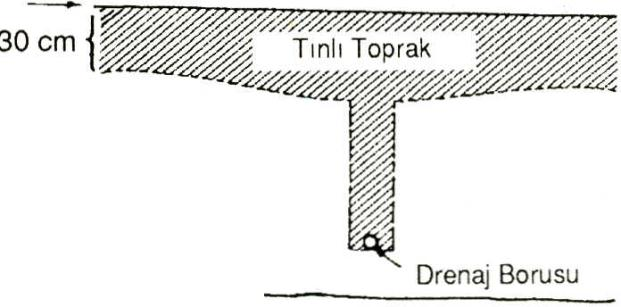 30 cm
Tınlı Toprak
Drenaj Borusu